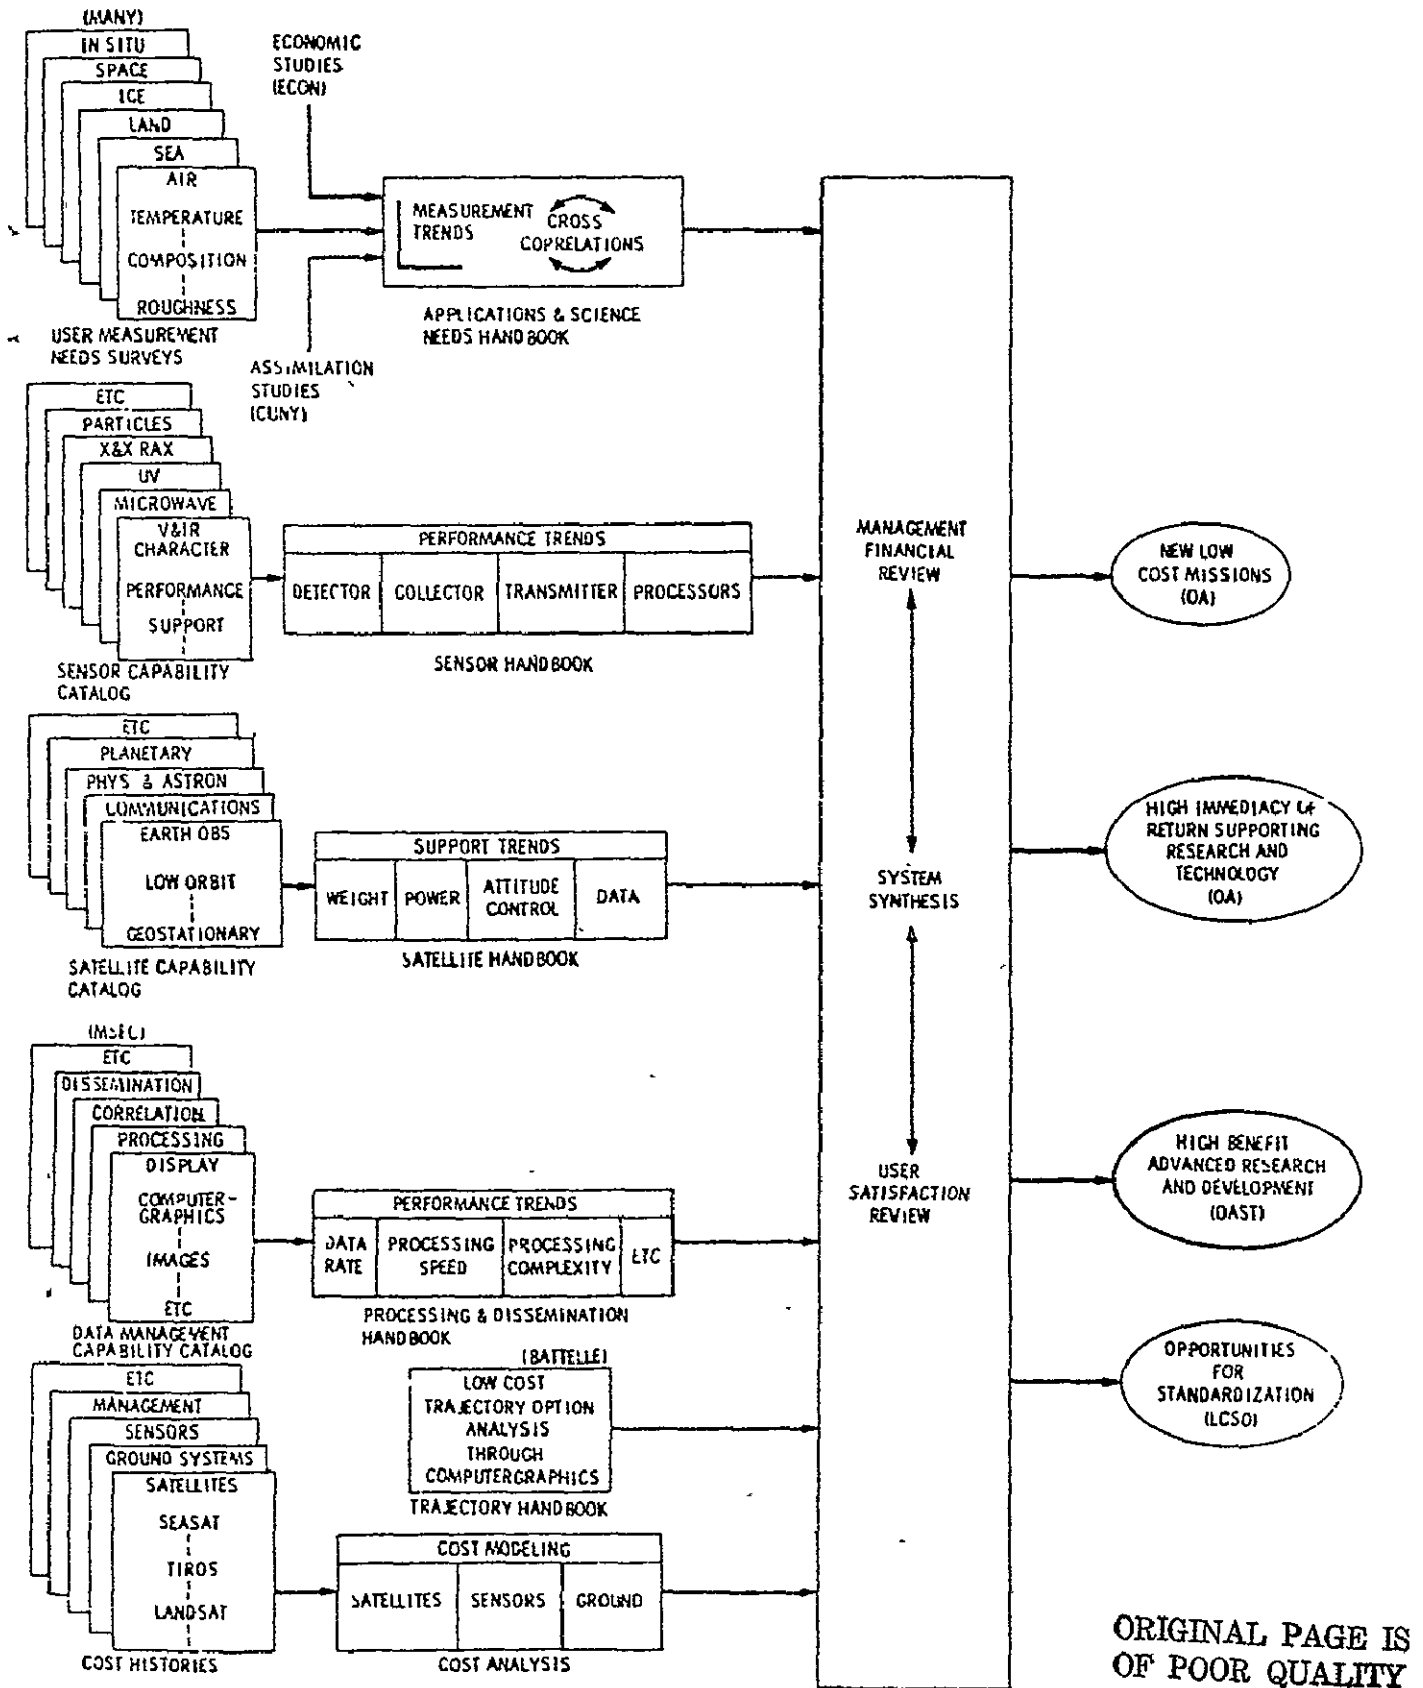 (MANY)
IN SITU
SPACE
ICE
LAND
SEA
AIR
TEMPERATURE
COMPOSITION
ROUGHNESS
USER MEASUREMENT
NEEDS SURVEYS
ECONOMIC
STUDIES
(ECON)
ASSIMILATION
STUDIES
(CUNY)
MEASUREMENT
TRENDS
CROSS
COPRELATIONS
APPLICATIONS & SCIENCE
NEEDS HANDBOOK
ETC
PARTICLES
X&X RAX
UV
MICROWAVE
V&IR
CHARACTER
PERFORMANCE
SUPPORT
SENSOR CAPABILITY
CATALOG
PERFORMANCE TRENDS
DETECTOR
COLLECTOR
TRANSMITTER
PROCESSORS
SENSOR HANDBOOK
ETC
PLANETARY
PHYS & ASTRON
COMMUNICATIONS
EARTH OBS
LOW ORBIT
GEOSTATIONARY
SATELLITE CAPABILITY
CATALOG
SUPPORT TRENDS
WEIGHT
POWER
ATTITUDE
CONTROL
DATA
SATELLITE HANDBOOK
(MSFC)
ETC
DISSEMINATION
CORRELATION
PROCESSING
DISPLAY
COMPUTER-
GRAPHICS
IMAGES
ETC
DATA MANAGEMENT
CAPABILITY CATALOG
PERFORMANCE TRENDS
DATA
RATE
PROCESSING
SPEED
PROCESSING
COMPLEXITY
ETC
PROCESSING & DISSEMINATION
HANDBOOK
(BATTELLE)
LOW COST
TRAJECTORY OPTION
ANALYSIS
THROUGH
COMPUTERGRAPHICS
TRAJECTORY HANDBOOK
ETC
MANAGEMENT
SENSORS
GROUND SYSTEMS
SATELLITES
SEASAT
TIROS
LANDSAT
COST HISTORIES
COST MODELING
SATELLITES
SENSORS
GROUND
COST ANALYSIS
MANAGEMENT
FINANCIAL
REVIEW
SYSTEM
SYNTHESIS
USER
SATISFACTION
REVIEW
NEW LOW
COST MISSIONS
(OA)
HIGH IMMEDIACY OF
RETURN SUPPORTING
RESEARCH AND
TECHNOLOGY
(OA)
HIGH BENEFIT
ADVANCED RESEARCH
AND DEVELOPMENT
(OAST)
OPPORTUNITIES
FOR
STANDARDIZATION
(LCSO)
ORIGINAL PAGE IS
OF POOR QUALITY